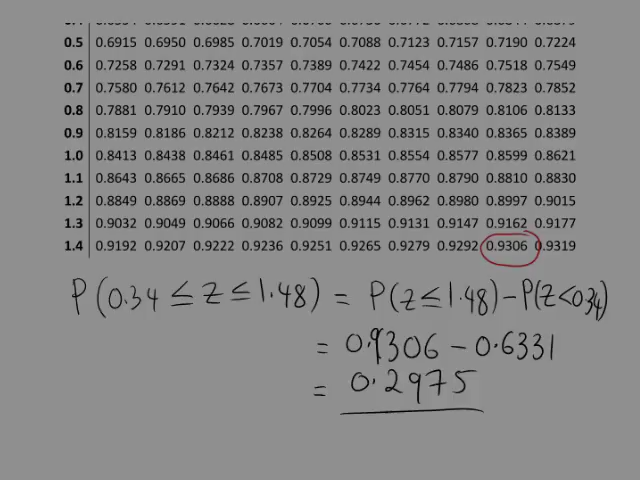 0.5 0.6915 0.6950 0.6985 0.7019 0.7054 0.7088 0.7123 0.7157 0.7190 0.7224
0.6 0.7258 0.7291 0.7324 0.7357 0.7389 0.7422 0.7454 0.7486 0.7518 0.7549
0.7 0.7580 0.7612 0.7642 0.7673 0.7704 0.7734 0.7764 0.7794 0.7823 0.7852
0.8 0.7881 0.7910 0.7939 0.7967 0.7996 0.8023 0.8051 0.8079 0.8106 0.8133
0.9 0.8159 0.8186 0.8212 0.8238 0.8264 0.8289 0.8315 0.8340 0.8365 0.8389
1.0 0.8413 0.8438 0.8461 0.8485 0.8508 0.8531 0.8554 0.8577 0.8599 0.8621
1.1 0.8643 0.8665 0.8686 0.8708 0.8729 0.8749 0.8770 0.8790 0.8810 0.8830
1.2 0.8849 0.8869 0.8888 0.8907 0.8925 0.8944 0.8962 0.8980 0.8997 0.9015
1.3 0.9032 0.9049 0.9066 0.9082 0.9099 0.9115 0.9131 0.9147 0.9162 0.9177
1.4 0.9192 0.9207 0.9222 0.9236 0.9251 0.9265 0.9279 0.9292 0.9306 0.9319
P(0.34 ≤ z ≤ 1.48) = P(z ≤ 1.48) - P(z < 0.34)
= 0.9306 - 0.6331
= 0.2975